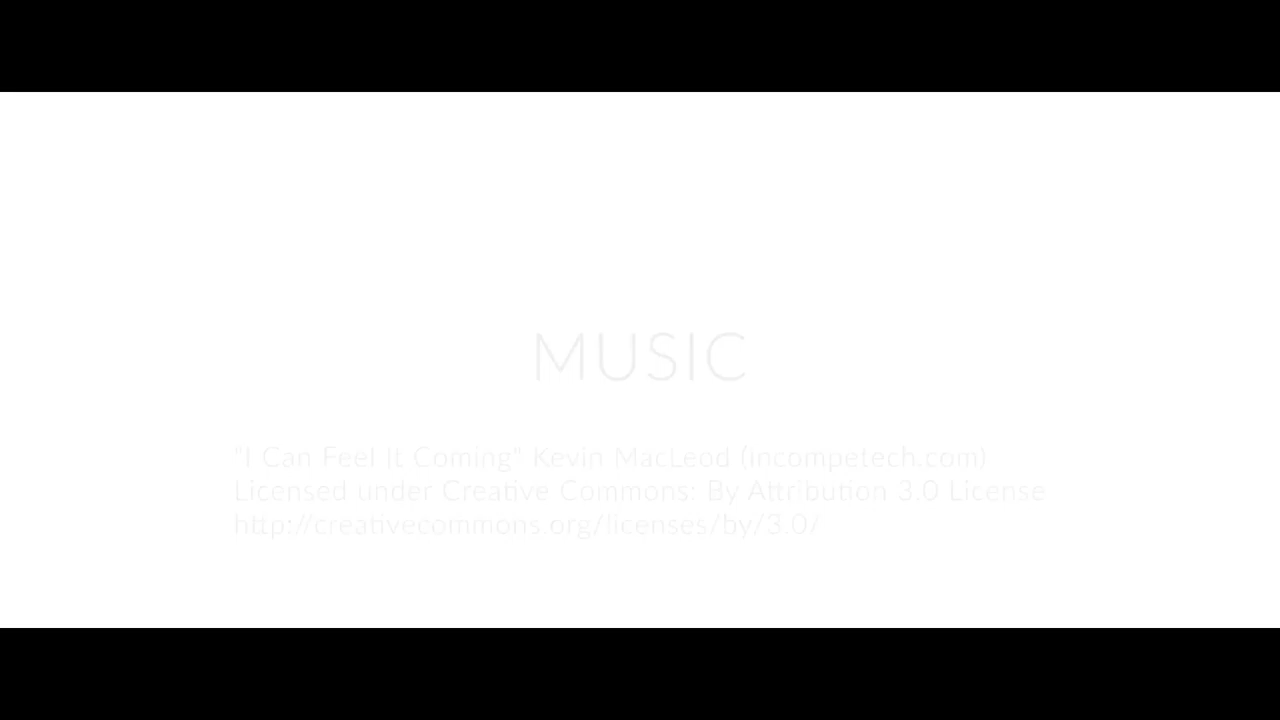 MUSIC
"I Can Feel It Coming" Kevin MacLeod (incompetech.com)
Licensed under Creative Commons: By Attribution 3.0 License
http://creativecommons.org/licenses/by/3.0/